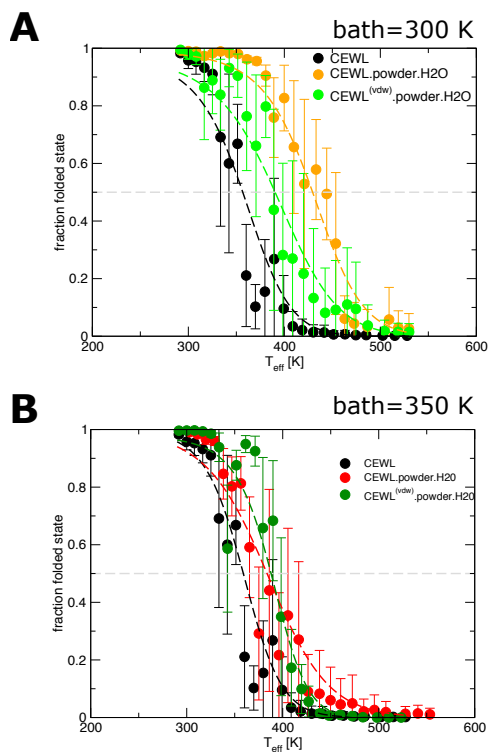 A
bath=300 K
1
0.8
0.6
0.4
0.2
0
fraction folded state
CEWL
CEWL.powder.H2O
CEWL(vdw).powder.H2O
200
300
400
500
600
Teff [K]
B
bath=350 K
1
0.8
0.6
0.4
0.2
0
fraction folded state
CEWL
CEWL.powder.H20
CEWL(vdw).powder.H20
200
300
400
500
600
Teff [K]